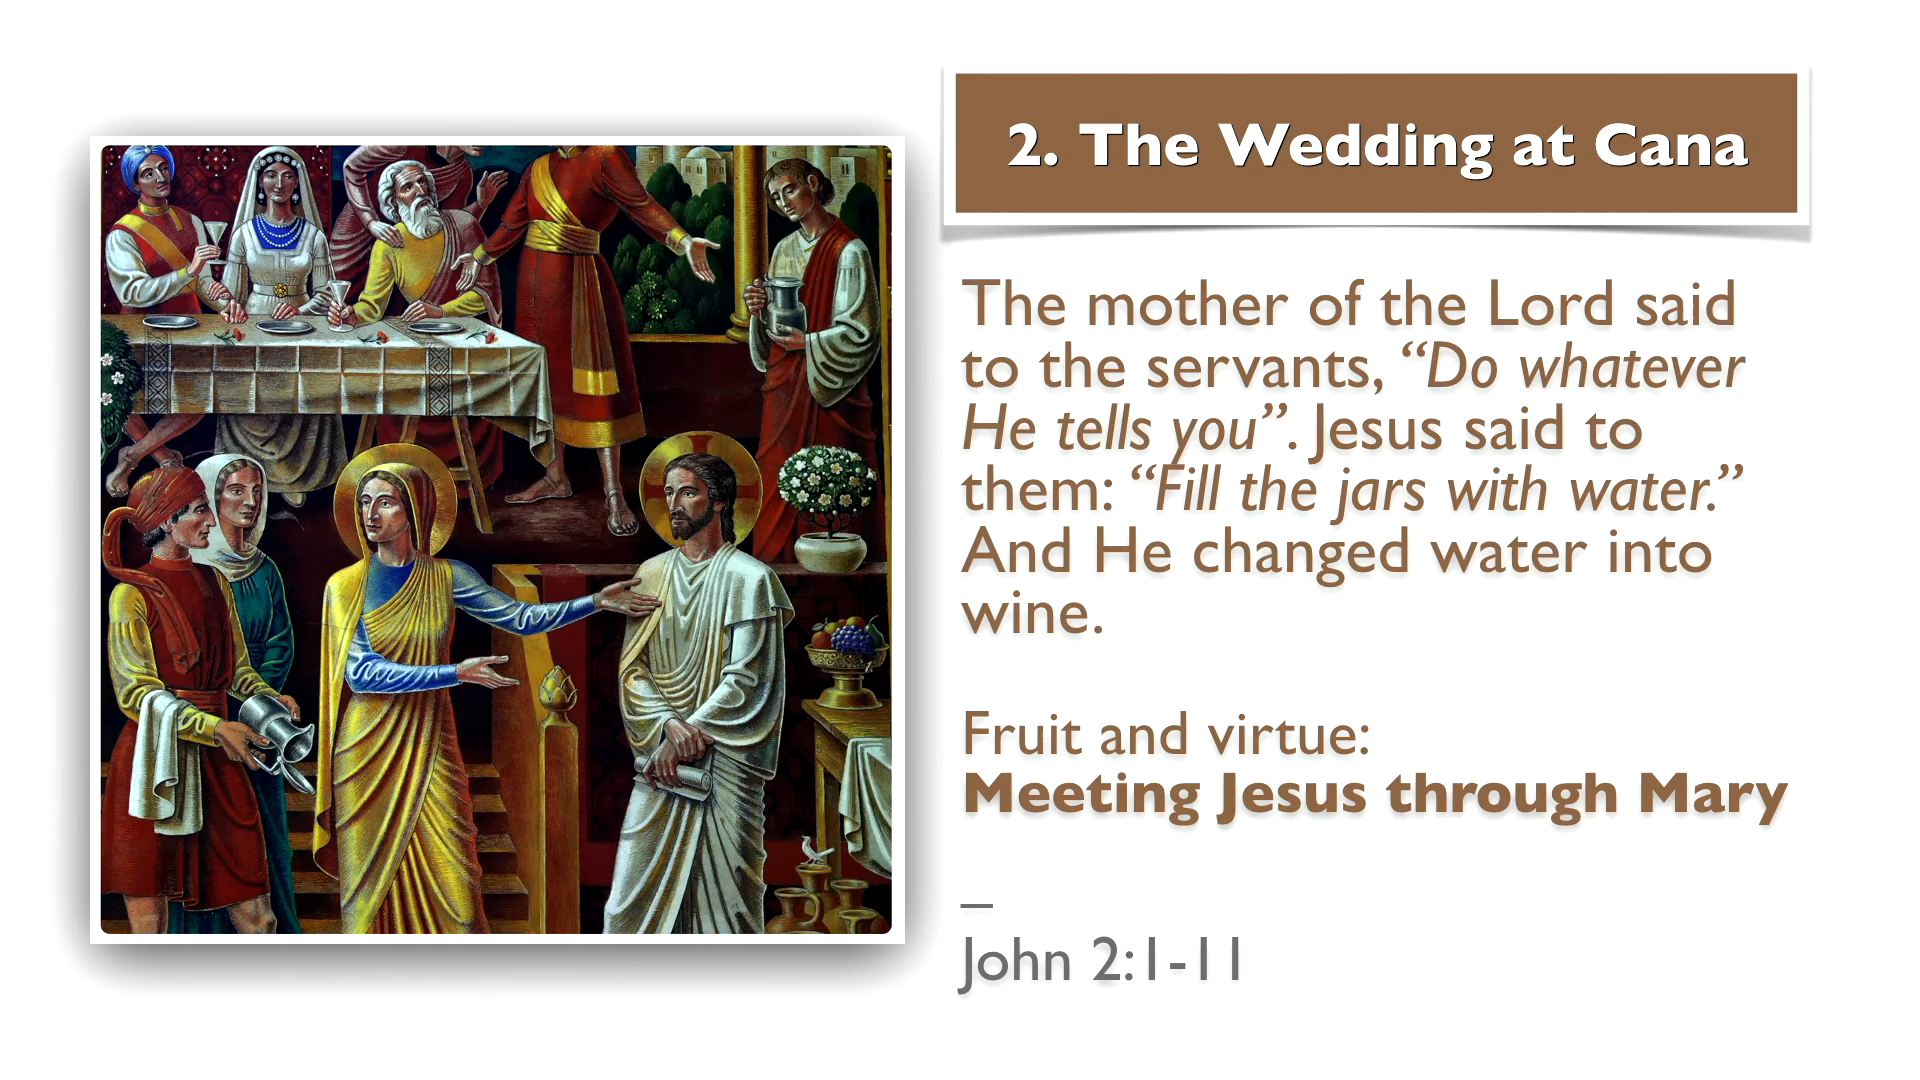 2. The Wedding at Cana
The mother of the Lord said
to the servants, “Do whatever
He tells you”. Jesus said to
them: “Fill the jars with water.”
And He changed water into
wine.
Fruit and virtue:
Meeting Jesus through Mary
_
John 2:1-11